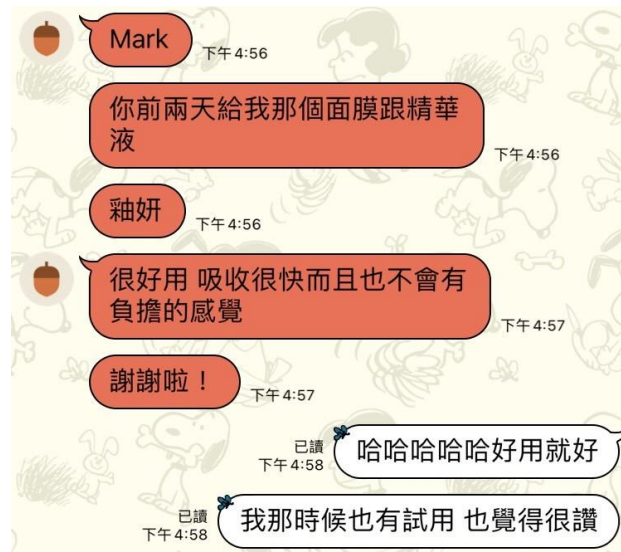 Mark
下午 4:56
你前兩天給我那個面膜跟精華
液
下午 4:56
釉妍
下午 4:56
很好用 吸收很快而且也不會有
負擔的感覺
下午 4:57
謝謝啦！
下午 4:57
哈哈哈哈哈好用就好
已讀
下午 4:58
我那時候也有試用 也覺得很讚
已讀
下午 4:58